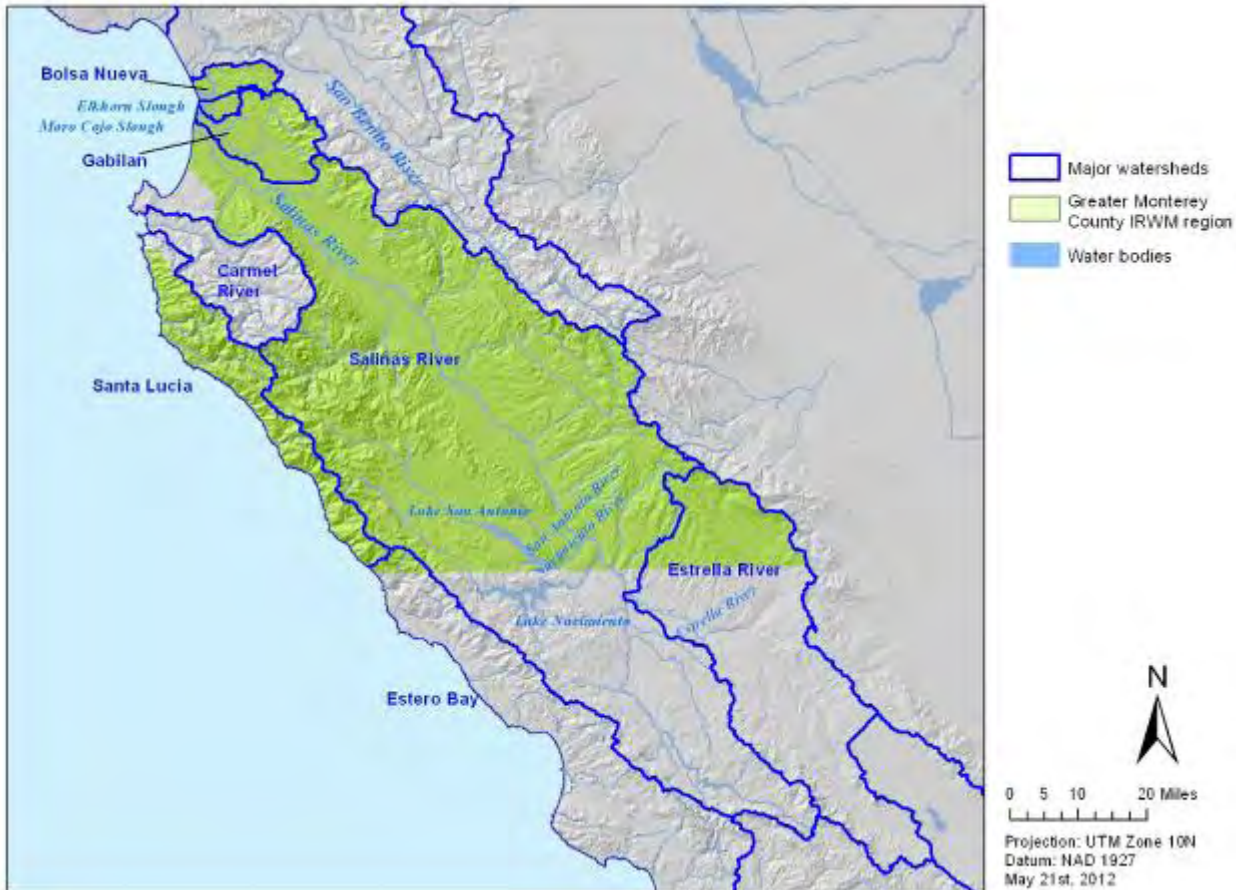 Bolsa Nueva
Elkhorn Slough
Moro Cojo Slough
Gabilan
San Benito River
Salinas River
Carmel
River
Salinas River
Santa Lucia
Lake San Antonio
San Antonio River
Nacimiento River
Estrella River
Lake Nacimiento
Estrella River
Estero Bay
Major watersheds
Greater Monterey
County IRWM region
Water bodies
N
0 5 10 20 Miles
Projection: UTM Zone 10N
Datum: NAD 1927
May 21st, 2012